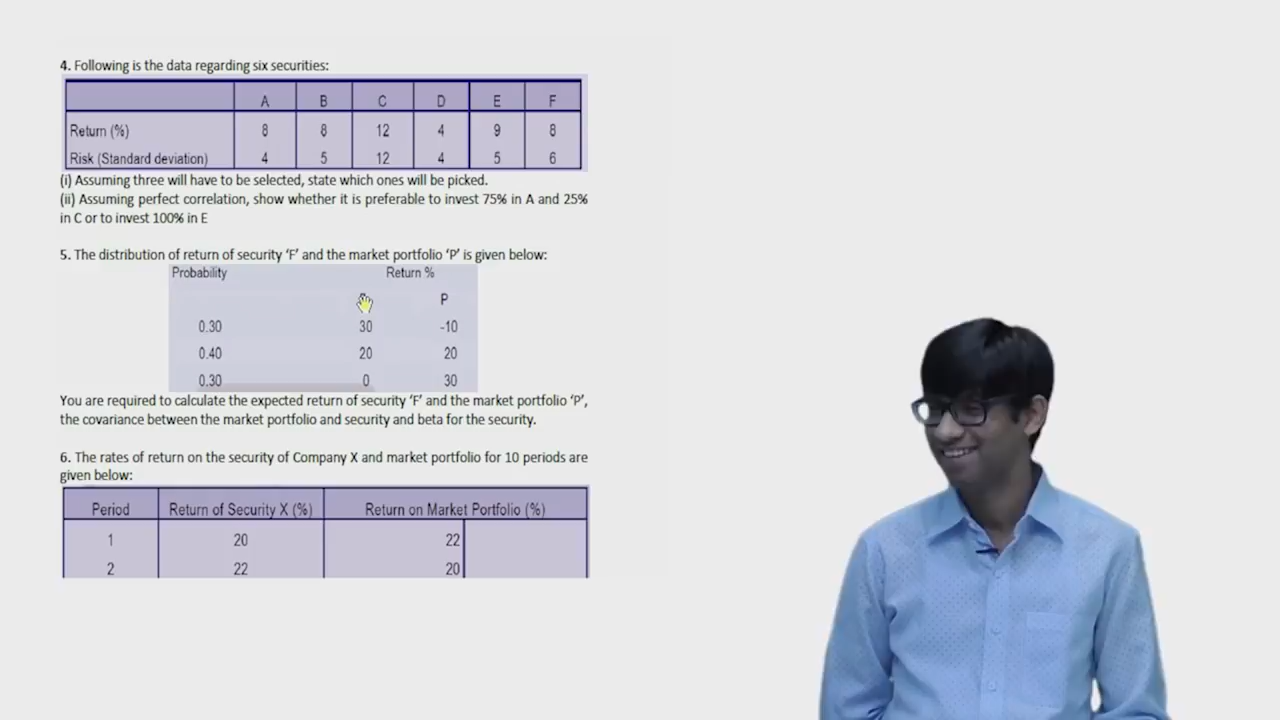 4. Following is the data regarding six securities:
A B C D E F
Return (%) 8 8 12 4 9 8
Risk (Standard deviation) 4 5 12 4 5 6
(i) Assuming three will have to be selected, state which ones will be picked.
(ii) Assuming perfect correlation, show whether it is preferable to invest 75% in A and 25%
in C or to invest 100% in E
5. The distribution of return of security ‘F’ and the market portfolio ‘P’ is given below:
Probability Return %
P
0.30 30 -10
0.40 20 20
0.30 0 30
You are required to calculate the expected return of security ‘F’ and the market portfolio ‘P’,
the covariance between the market portfolio and security and beta for the security.
6. The rates of return on the security of Company X and market portfolio for 10 periods are
given below:
Period Return of Security X (%) Return on Market Portfolio (%)
1 20 22
2 22 20